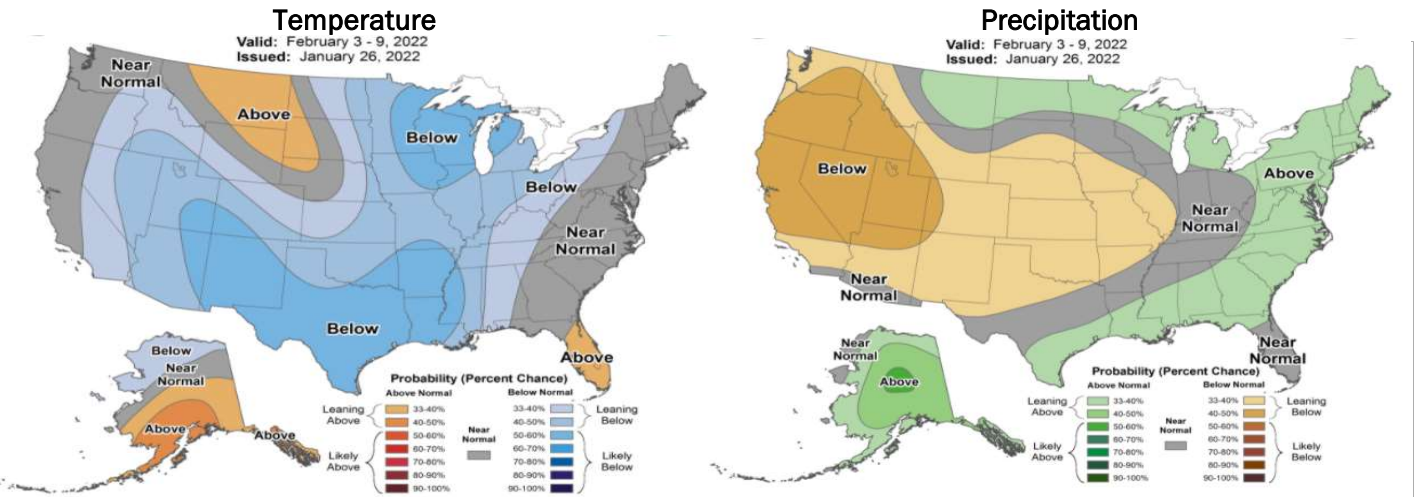 Temperature
Valid: February 3 - 9, 2022
Issued: January 26, 2022
Near
Normal
Above
Below
Below
Near
Normal
Below
Above
Below
Near
Normal
Above
Above
Probability (Percent Chance)
Above Normal
Below Normal
Leaning
Above
33-40%
40-50%
Likely
Above
50-60%
60-70%
70-80%
80-90%
90-100%
Near
Normal
33-40%
40-50%
Leaning
Below
50-60%
60-70%
70-80%
80-90%
90-100%
Likely
Below
Precipitation
Valid: February 3 - 9, 2022
Issued: January 26, 2022
Below
Above
Near
Normal
Near
Normal
Near
Normal
Near
Normal
Above
Probability (Percent Chance)
Above Normal
Below Normal
Leaning
Above
33-40%
40-50%
Likely
Above
50-60%
60-70%
70-80%
80-90%
90-100%
Near
Normal
33-40%
40-50%
Leaning
Below
50-60%
60-70%
70-80%
80-90%
90-100%
Likely
Below